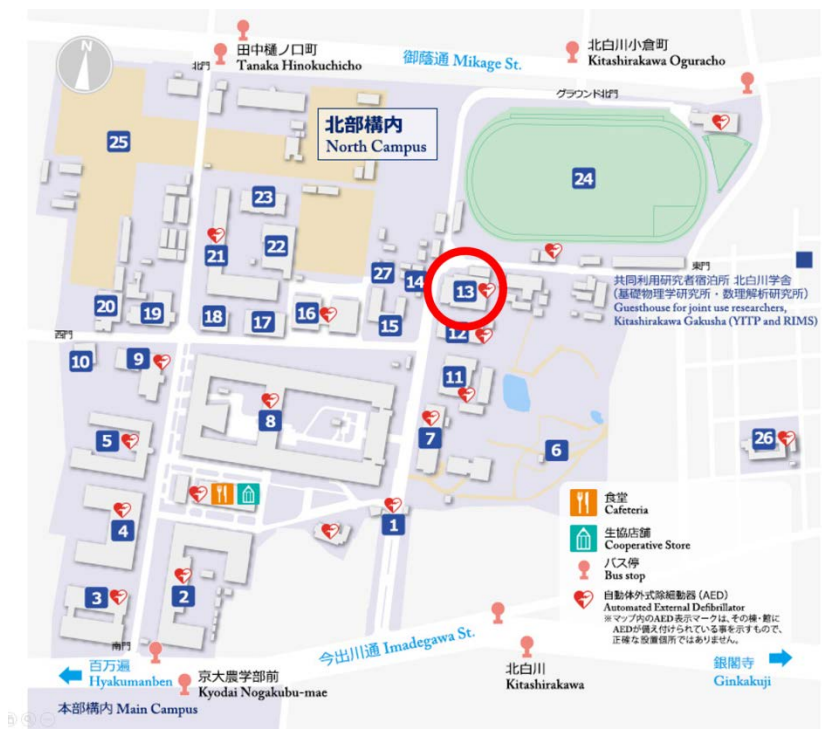 N
田中樋ノ口町
Tanaka Hinokuchicho
北門
御蔭通 Mikage St.
北白川小倉町
Kitashirakawa Oguracho
グラウンド北門
北部構内
North Campus
25
24
23
22
21
27
14
13
20
19
18
17
16
15
12
東門
共同利用研究者宿泊所 北白川学舎
(基礎物理学研究所・数理解析研究所)
Guesthouse for joint use researchers,
Kitashirakawa Gakusha (YITP and RIMS)
西門
10
9
11
8
7
5
6
26
4
1
3
2
食堂
Cafeteria
生協店舗
Cooperative Store
バス停
Bus stop
自動体外式除細動器(AED)
Automated External Defibrillator
※マップ内のAED表示マークは、その棟・館に
AEDが備え付けられている事を示すもので、
正確な設置個所ではありません。
南門
今出川通 Imadegawa St.
百万遍
Hyakumanben
京大農学部前
Kyodai Nogakubu-mae
北白川
Kitashirakawa
銀閣寺
Ginkakuji
本部構内 Main Campus